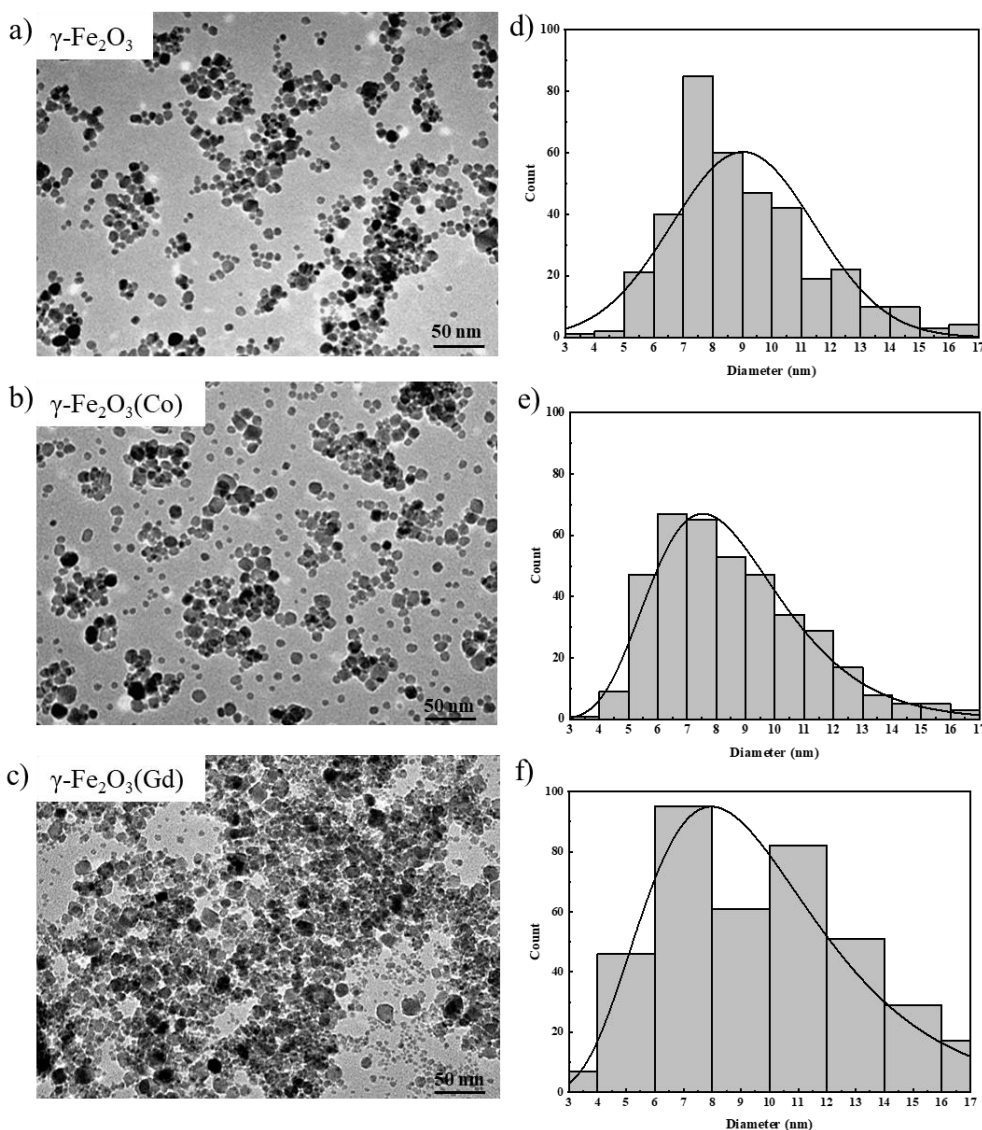 a)
γ-Fe₂O₃
50 nm
d)
100
80
60
40
20
0
Count
3 4 5 6 7 8 9 10 11 12 13 14 15 16 17
Diameter (nm)
b)
γ-Fe₂O₃(Co)
50 nm
e)
100
80
60
40
20
0
Count
3 4 5 6 7 8 9 10 11 12 13 14 15 16 17
Diameter (nm)
c)
γ-Fe₂O₃(Gd)
50 nm
f)
100
80
60
40
20
0
Count
3 4 5 6 7 8 9 10 11 12 13 14 15 16 17
Diameter (nm)